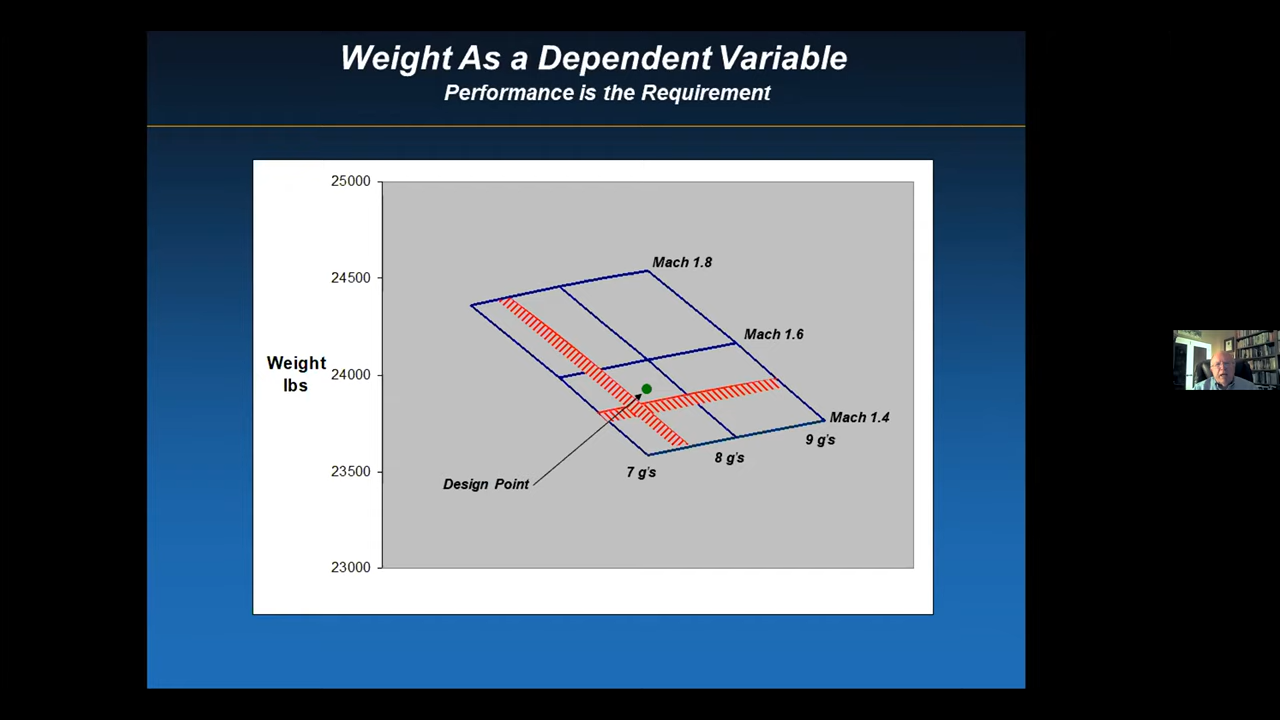 Weight As a Dependent Variable
Performance is the Requirement
25000
24500
24000
23500
23000
Weight
lbs
Mach 1.8
Mach 1.6
Mach 1.4
9 g's
8 g's
7 g's
Design Point